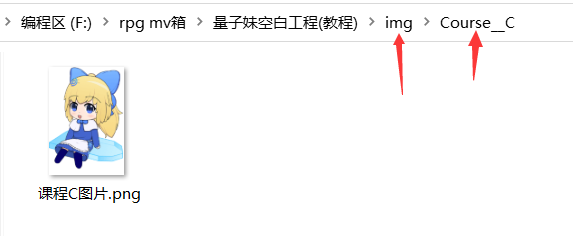 编程区 (F:) > rpg mv箱 > 量子妹空白工程(教程) > img > Course__C
课程C图片.png